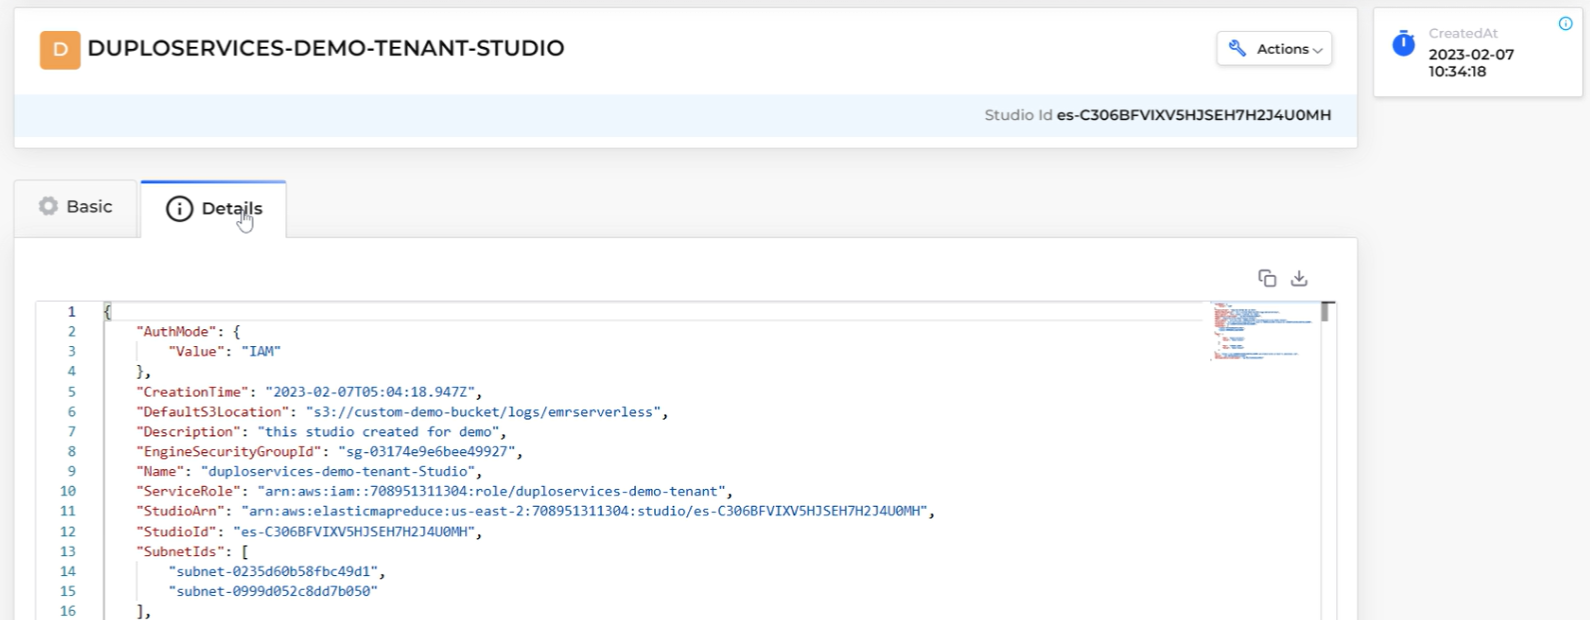 D DUPLOSERVICES-DEMO-TENANT-STUDIO
Actions
CreatedAt
2023-02-07
10:34:18
Studio Id es-C306BFVIXV5HJSEH7H2J4U0MH
Basic
Details
1 {
2 "AuthMode": {
3 "Value": "IAM"
4 },
5 "CreationTime": "2023-02-07T05:04:18.947Z",
6 "DefaultS3Location": "s3://custom-demo-bucket/logs/emrserverless",
7 "Description": "this studio created for demo",
8 "EngineSecurityGroupId": "sg-03174e9e6bee49927",
9 "Name": "duploservices-demo-tenant-Studio",
10 "ServiceRole": "arn:aws:iam::708951311304:role/duploservices-demo-tenant",
11 "StudioArn": "arn:aws:elasticmapreduce:us-east-2:708951311304:studio/es-C306BFVIXV5HJSEH7H2J4U0MH",
12 "StudioId": "es-C306BFVIXV5HJSEH7H2J4U0MH",
13 "SubnetIds": [
14 "subnet-0235d60b58fbc49d1",
15 "subnet-0999d052c8dd7b050"
16 ],